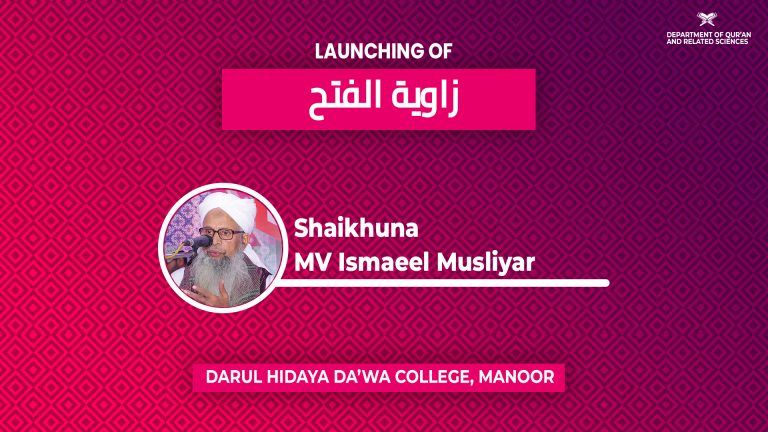 DEPARTMENT OF QUR'AN
AND RELATED SCIENCES
LAUNCHING OF
زاوية الفتح
Shaikhuna
MV Ismaeel Musliyar
DARUL HIDAYA DA'WA COLLEGE, MANOOR